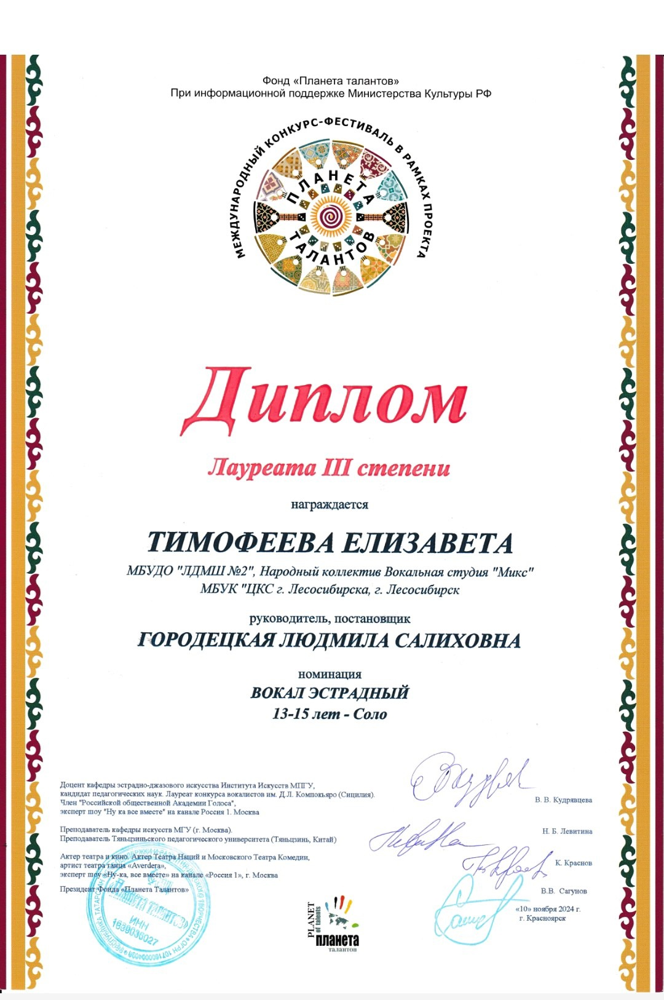 Фонд «Планета талантов»
При информационной поддержке Министерства Культуры РФ
МЕЖДУНАРОДНЫЙ КОНКУРС-ФЕСТИВАЛЬ В РАМКАХ ПРОЕКТА
ПЛАНЕТА
ТАЛАНТОВ
Диплом
Лауреата III степени
награждается
ТИМОФЕЕВА ЕЛИЗАВЕТА
МБУДО "ЛДМШ №2", Народный коллектив Вокальная студия "Микс"
МБУК "ЦКС г. Лесосибирска, г. Лесосибирск
руководитель, постановщик
ГОРОДЕЦКАЯ ЛЮДМИЛА САЛИХОВНА
номинация
ВОКАЛ ЭСТРАДНЫЙ
13-15 лет - Соло
Доцент кафедры эстрадно-джазового искусства Института Искусств МПГУ,
кандидат педагогических наук. Лауреат конкурса вокалистов им. Д.Л. Компокьяро (Сицилия).
Член "Российской общественной Академии Голоса",
эксперт шоу "Ну ка все вместе" на канале Россия 1. Москва
В. В. Кудрявцева
Преподаватель кафедры искусств МГУ (г. Москва).
Преподаватель Тяньцзиньского педагогического университета (Тяньцзинь, Китай)
Н. Б. Левитина
Актер театра и кино. Актер Театра Наций и Московского Театра Комедии,
артист театра танца «Averdera»,
эксперт шоу «Ну-ка, все вместе» на канале «Россия 1», г. Москва
К. Краснов
Президент Фонда «Планета Талантов»
В.В. Сагунов
«10» ноября 2024 г.
г. Красноярск
«Планета талантов»
ИНН
1639036027
PLANET
of talents
планета
талантов